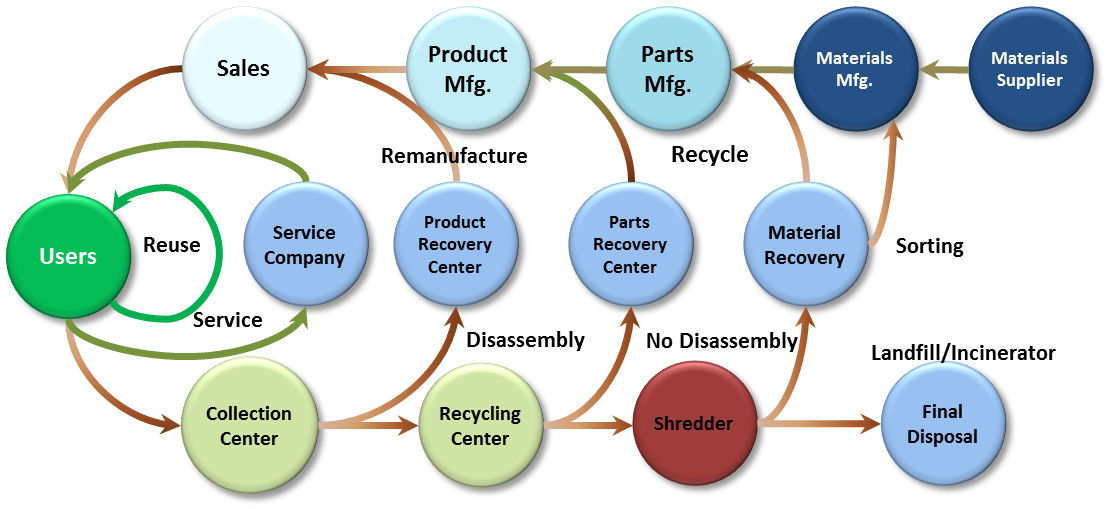 Sales
Product
Mfg.
Parts
Mfg.
Materials
Mfg.
Materials
Supplier
Remanufacture
Recycle
Users
Reuse
Service
Company
Product
Recovery
Center
Parts
Recovery
Center
Material
Recovery
Sorting
Service
Disassembly
No Disassembly
Landfill/Incinerator
Collection
Center
Recycling
Center
Shredder
Final
Disposal